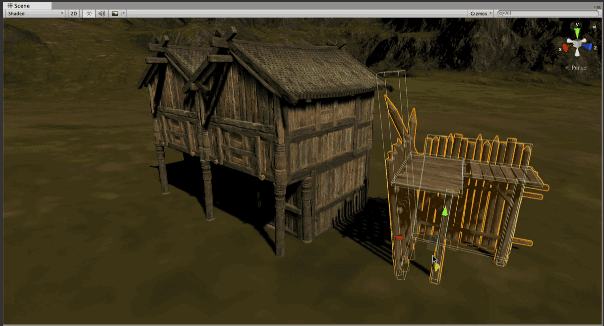 Scene
Shaded
2D
Gizmos
y
x
z
Persp